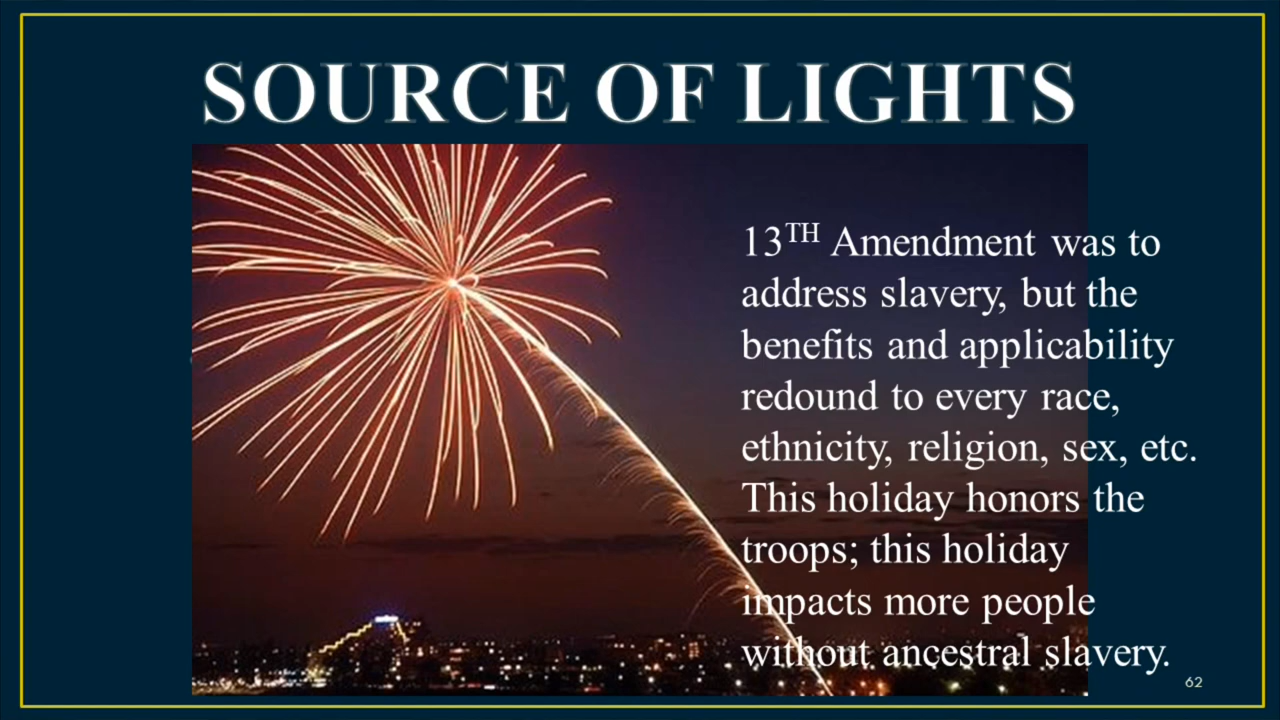 SOURCE OF LIGHTS
13TH Amendment was to
address slavery, but the
benefits and applicability
redound to every race,
ethnicity, religion, sex, etc.
This holiday honors the
troops; this holiday
impacts more people
without ancestral slavery.
62